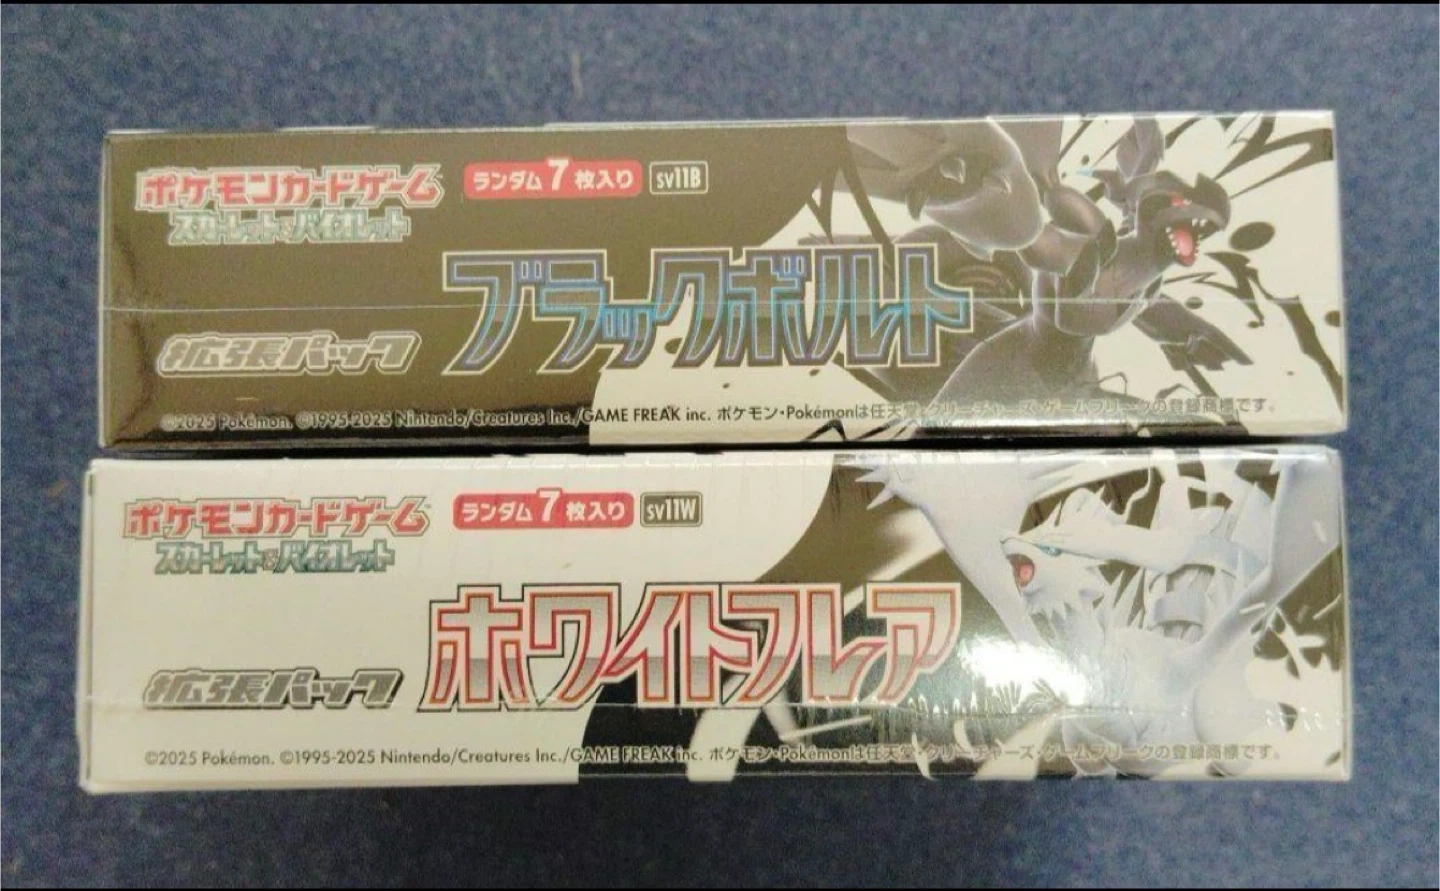 ポケモンカードゲーム ランダム7枚入り sv11B
スカーレット&バイオレット
ブラックボルト
拡張パック
©2025 Pokémon. ©1995-2025 Nintendo/Creatures Inc./GAME FREAK inc. ポケモン・Pokémonは任天堂・クリーチャーズ・ゲームフリークの登録商標です。
ポケモンカードゲーム ランダム7枚入り sv11W
スカーレット&バイオレット
ホワイトフレア
拡張パック
©2025 Pokémon. ©1995-2025 Nintendo/Creatures Inc./GAME FREAK inc. ポケモン・Pokémonは任天堂・クリーチャーズ・ゲームフリークの登録商標です。